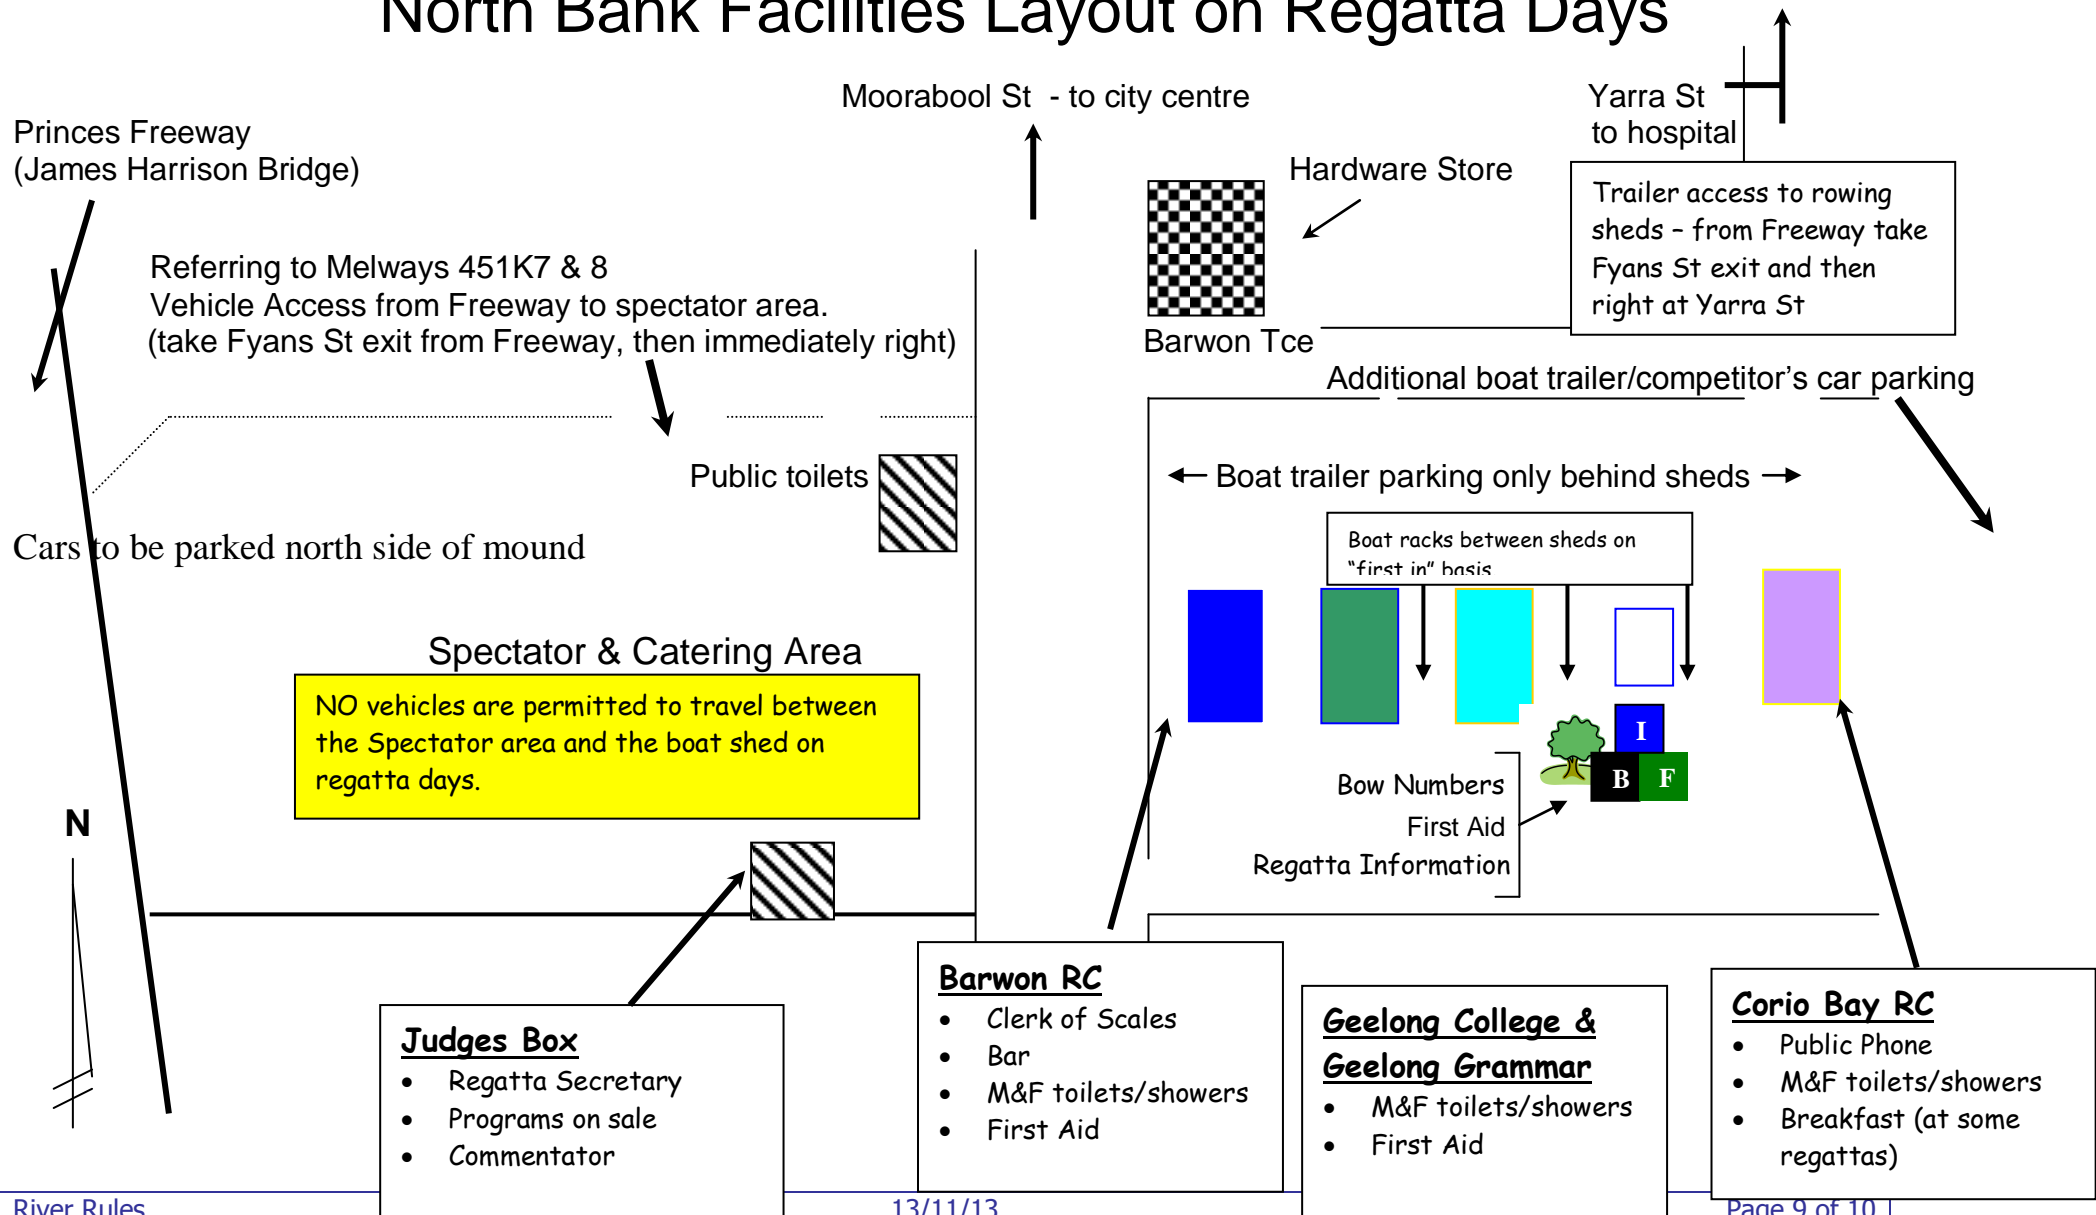 North Bank Facilities Layout on Regatta Days
Moorabool St - to city centre
Yarra St
to hospital
Princes Freeway
(James Harrison Bridge)
Hardware Store
Trailer access to rowing
sheds – from Freeway take
Fyans St exit and then
right at Yarra St
Referring to Melways 451K7 & 8
Vehicle Access from Freeway to spectator area.
(take Fyans St exit from Freeway, then immediately right)
Barwon Tce
Additional boat trailer/competitor’s car parking
Public toilets
Boat trailer parking only behind sheds
Cars to be parked north side of mound
Boat racks between sheds on
“first in” basis
Spectator & Catering Area
NO vehicles are permitted to travel between
the Spectator area and the boat shed on
regatta days.
I
B F
Bow Numbers
First Aid
Regatta Information
N
Judges Box
• Regatta Secretary
• Programs on sale
• Commentator
Barwon RC
• Clerk of Scales
• Bar
• M&F toilets/showers
• First Aid
Geelong College &
Geelong Grammar
• M&F toilets/showers
• First Aid
Corio Bay RC
• Public Phone
• M&F toilets/showers
• Breakfast (at some
regattas)
River Rules 13/11/13 Page 9 of 10